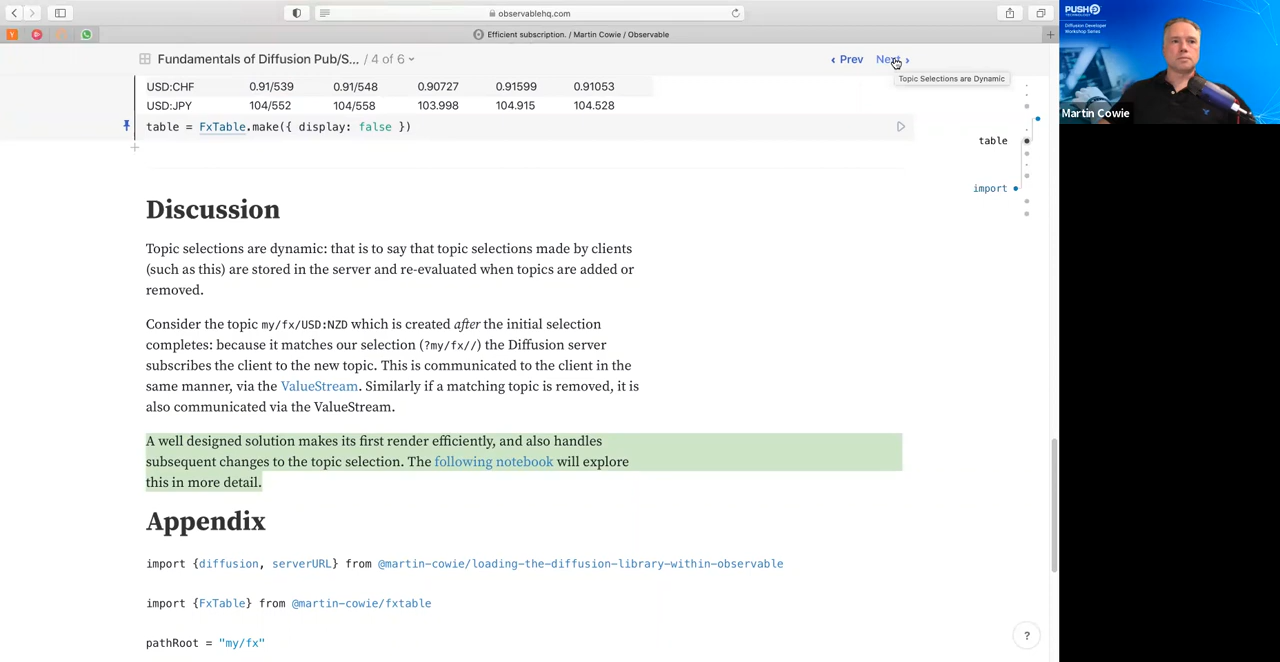 observablehq.com
Efficient subscription. / Martin Cowie / Observable
Fundamentals of Diffusion Pub/S... / 4 of 6
‹ Prev Next ›
Topic Selections are Dynamic
USD:CHF 0.91/539 0.91/548 0.90727 0.91599 0.91053
USD:JPY 104/552 104/558 103.998 104.915 104.528
table = FxTable.make({ display: false })
table
import
Discussion
Topic selections are dynamic: that is to say that topic selections made by clients
(such as this) are stored in the server and re-evaluated when topics are added or
removed.
Consider the topic my/fx/USD:NZD which is created after the initial selection
completes: because it matches our selection (?my/fx//) the Diffusion server
subscribes the client to the new topic. This is communicated to the client in the
same manner, via the ValueStream. Similarly if a matching topic is removed, it is
also communicated via the ValueStream.
A well designed solution makes its first render efficiently, and also handles
subsequent changes to the topic selection. The following notebook will explore
this in more detail.
Appendix
import {diffusion, serverURL} from @martin-cowie/loading-the-diffusion-library-within-observable
import {FxTable} from @martin-cowie/fxtable
pathRoot = "my/fx"
?
PUSH
TECHNOLOGY
Diffusion Developer
Workshop Series
Martin Cowie